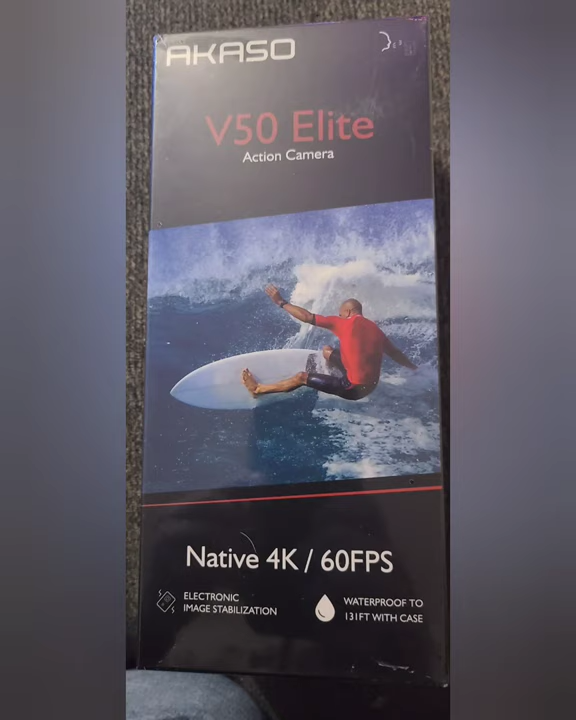 AKASO
V50 Elite
Action Camera
Native 4K / 60FPS
ELECTRONIC
IMAGE STABILIZATION
WATERPROOF TO
131FT WITH CASE